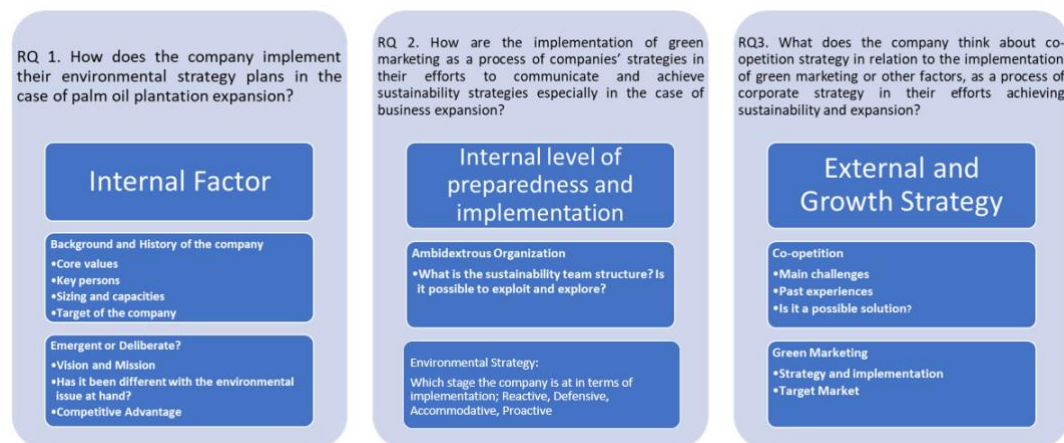 RQ 1. How does the company implement
their environmental strategy plans in the
case of palm oil plantation expansion?
Internal Factor
Background and History of the company
•Core values
•Key persons
•Sizing and capacities
•Target of the company
Emergent or Deliberate?
•Vision and Mission
•Has it been different with the environmental
issue at hand?
•Competitive Advantage
RQ 2. How are the implementation of green
marketing as a process of companies’ strategies in
their efforts to communicate and achieve
sustainability strategies especially in the case of
business expansion?
Internal level of
preparedness and
implementation
Ambidextrous Organization
•What is the sustainability team structure? Is
it possible to exploit and explore?
Environmental Strategy:
Which stage the company is at in terms of
implementation; Reactive, Defensive,
Accommodative, Proactive
RQ3. What does the company think about co-
opetition strategy in relation to the implementation
of green marketing or other factors, as a process of
corporate strategy in their efforts achieving
sustainability and expansion?
External and
Growth Strategy
Co-opetition
•Main challenges
•Past experiences
•Is it a possible solution?
Green Marketing
•Strategy and implementation
•Target Market